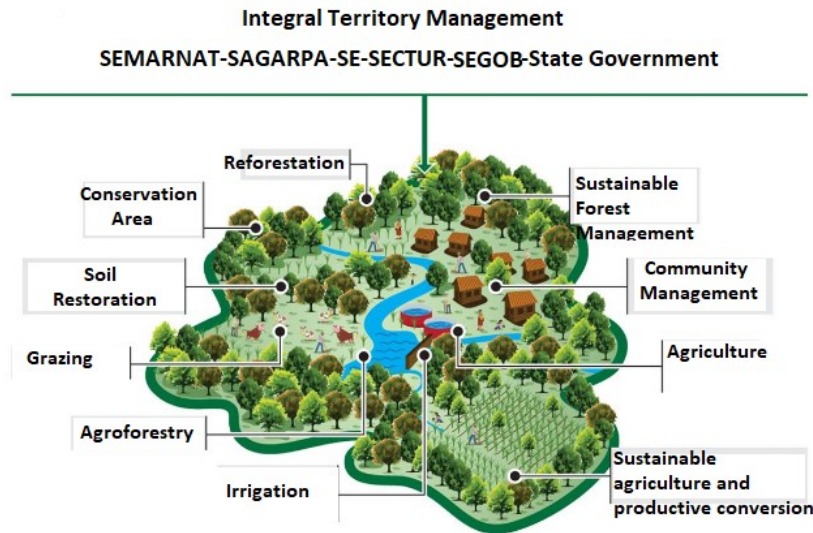 Integral Territory Management
SEMARNAT-SAGARPA-SE-SECTUR-SEGOB-State Government
Reforestation
Conservation
Area
Sustainable
Forest
Management
Soil
Restoration
Community
Management
Grazing
Agriculture
Agroforestry
Irrigation
Sustainable
agriculture and
productive conversion